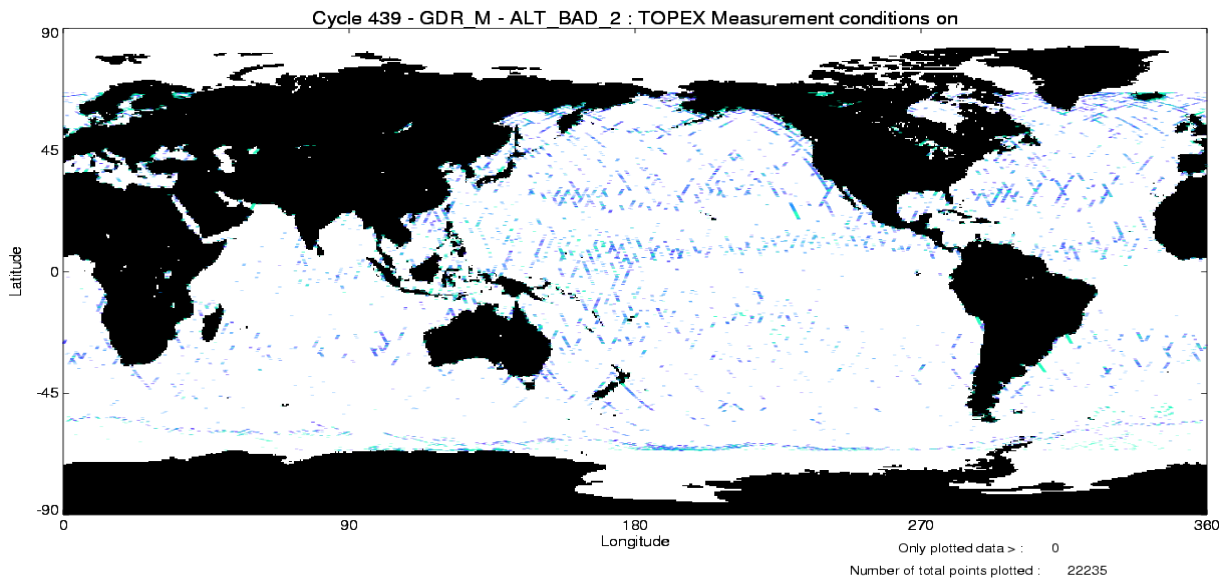 Cycle 439 - GDR_M - ALT_BAD_2 : TOPEX Measurement conditions on
90
45
0
-45
-90
Latitude
0
90
180
270
360
Longitude
Only plotted data > : 0
Number of total points plotted : 22235